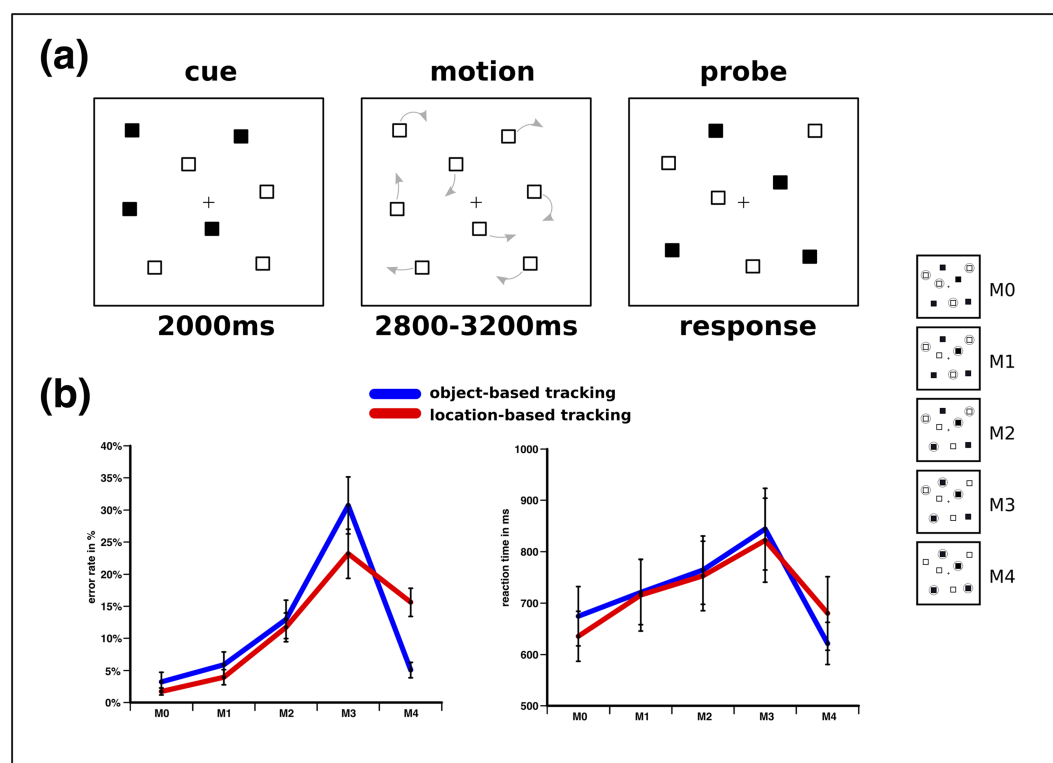 (a)
cue motion probe
2000ms 2800-3200ms response
M0
M1
M2
M3
M4
(b)
object-based tracking
location-based tracking
error rate in %
40%
35%
30%
25%
20%
15%
10%
5%
0%
M0 M1 M2 M3 M4
reaction time in ms
1000
900
800
700
600
500
M0 M1 M2 M3 M4